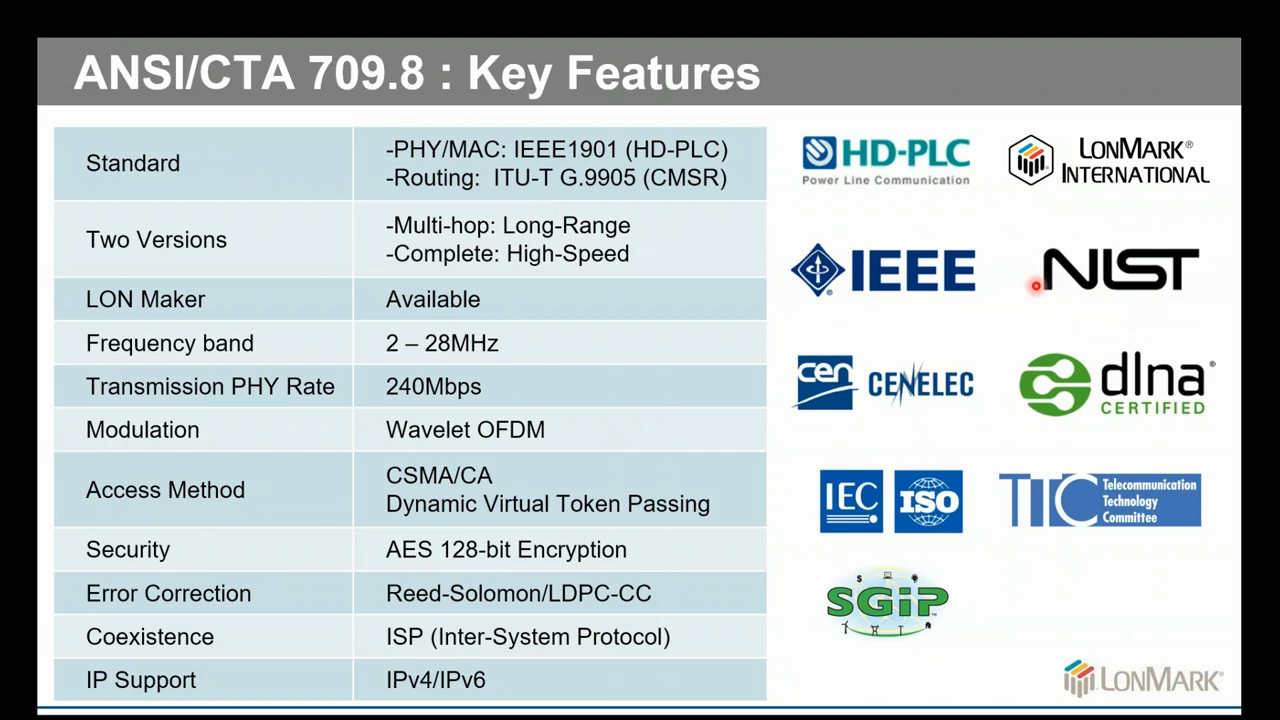 ANSI/CTA 709.8 : Key Features
Standard
-PHY/MAC: IEEE1901 (HD-PLC)
-Routing: ITU-T G.9905 (CMSR)
Two Versions
-Multi-hop: Long-Range
-Complete: High-Speed
LON Maker
Available
Frequency band
2 – 28MHz
Transmission PHY Rate
240Mbps
Modulation
Wavelet OFDM
Access Method
CSMA/CA
Dynamic Virtual Token Passing
Security
AES 128-bit Encryption
Error Correction
Reed-Solomon/LDPC-CC
Coexistence
ISP (Inter-System Protocol)
IP Support
IPv4/IPv6
HD-PLC
Power Line Communication
LONMARK®
INTERNATIONAL
IEEE®
NIST
cen
CENELEC
dlna®
CERTIFIED
IEC
ISO
TTC
Telecommunication
Technology
Committee
$
SGiP™
LONMARK®